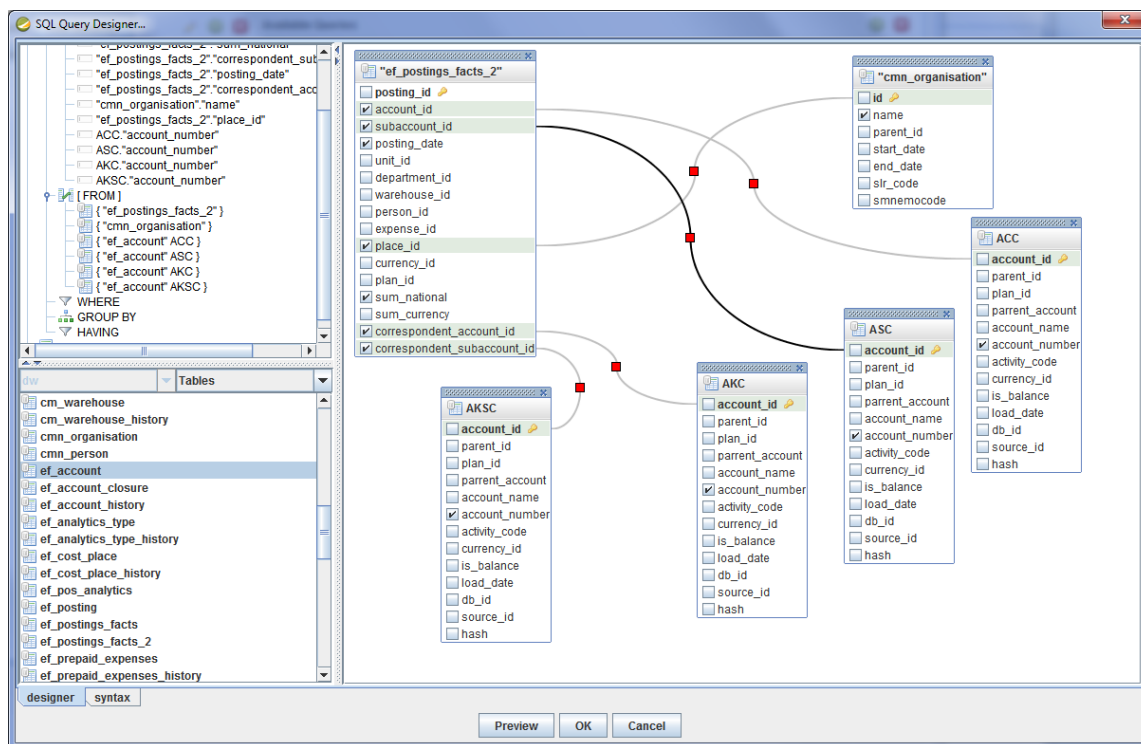 SQL Query Designer...
x
"ef_postings_facts_2"."sum_national"
"ef_postings_facts_2"."correspondent_sub
"ef_postings_facts_2"."posting_date"
"ef_postings_facts_2"."correspondent_acc
"cmn_organisation"."name"
"ef_postings_facts_2"."place_id"
ACC."account_number"
ASC."account_number"
AKC."account_number"
AKSC."account_number"
[ FROM ]
{ "ef_postings_facts_2" }
{ "cmn_organisation" }
{ "ef_account" ACC }
{ "ef_account" ASC }
{ "ef_account" AKC }
{ "ef_account" AKSC }
WHERE
GROUP BY
HAVING
dw
Tables
cm_warehouse
cm_warehouse_history
cmn_organisation
cmn_person
ef_account
ef_account_closure
ef_account_history
ef_analytics_type
ef_analytics_type_history
ef_cost_place
ef_cost_place_history
ef_pos_analytics
ef_posting
ef_postings_facts
ef_postings_facts_2
ef_prepaid_expenses
ef_prepaid_expenses_history
designer syntax
"ef_postings_facts_2"
posting_id
account_id
subaccount_id
posting_date
unit_id
department_id
warehouse_id
person_id
expense_id
place_id
currency_id
plan_id
sum_national
sum_currency
correspondent_account_id
correspondent_subaccount_id
"cmn_organisation"
id
name
parent_id
start_date
end_date
slr_code
smnemocode
ACC
account_id
parent_id
plan_id
parrent_account
account_name
account_number
activity_code
currency_id
is_balance
load_date
db_id
source_id
hash
ASC
account_id
parent_id
plan_id
parrent_account
account_name
account_number
activity_code
currency_id
is_balance
load_date
db_id
source_id
hash
AKC
account_id
parent_id
plan_id
parrent_account
account_name
account_number
activity_code
currency_id
is_balance
load_date
db_id
source_id
hash
AKSC
account_id
parent_id
plan_id
parrent_account
account_name
account_number
activity_code
currency_id
is_balance
load_date
db_id
source_id
hash
Preview OK Cancel